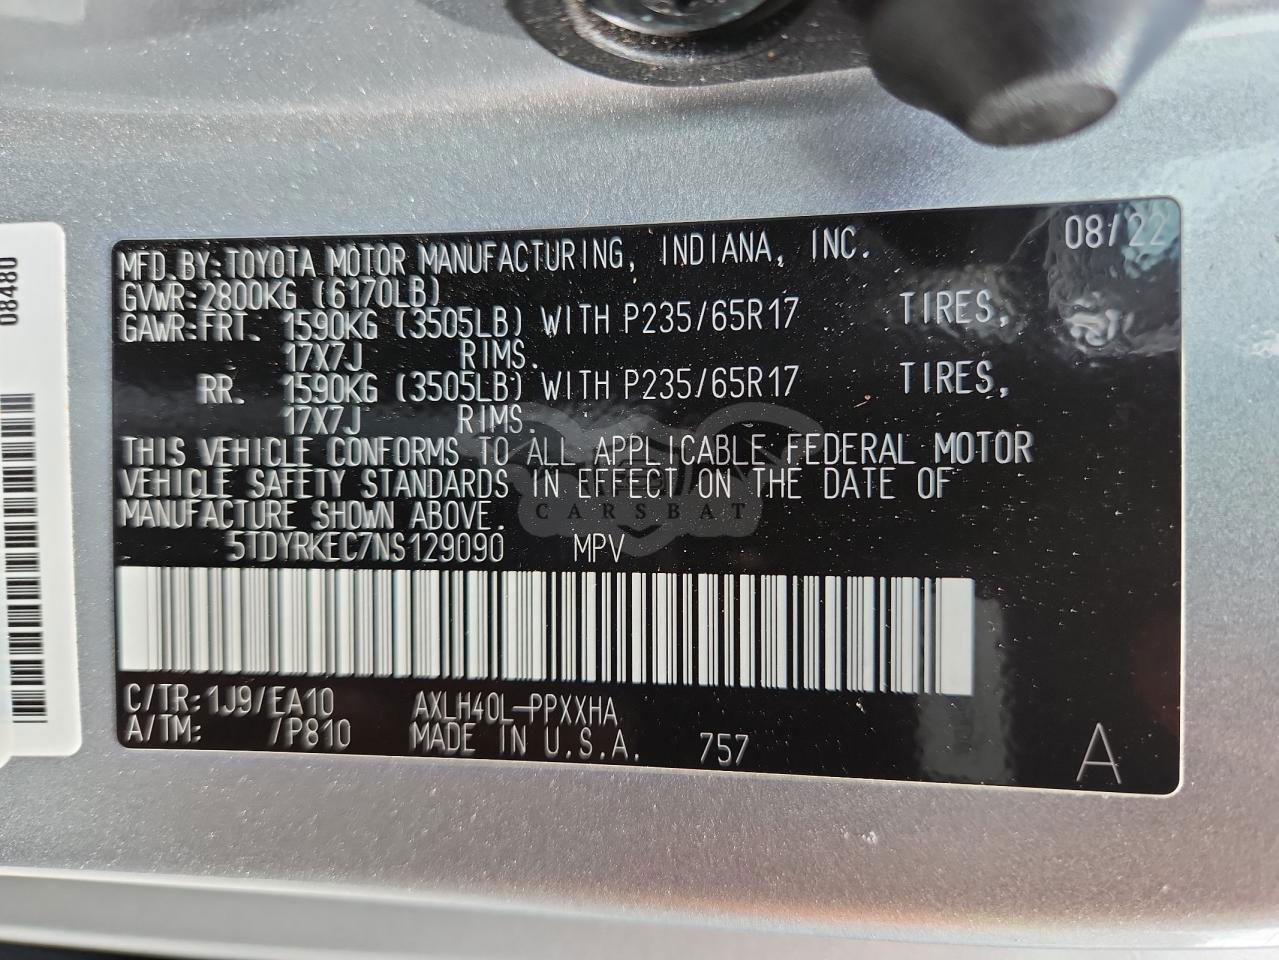 08/22
MFD.BY:TOYOTA MOTOR MANUFACTURING, INDIANA, INC.
GVWR:2800KG (6170LB)
GAWR:FRT. 1590KG (3505LB) WITH P235/65R17 TIRES,
17X7J RIMS.
RR. 1590KG (3505LB) WITH P235/65R17 TIRES,
17X7J RIMS.
THIS VEHICLE CONFORMS TO ALL APPLICABLE FEDERAL MOTOR
VEHICLE SAFETY STANDARDS IN EFFECT ON THE DATE OF
MANUFACTURE SHOWN ABOVE.
5TDYRKEC7NS129090 MPV
C/TR:1J9/EA10 AXLH40L-PPXXHA
A/TM: /P810 MADE IN U.S.A. 757
A
08480
CARSBAT